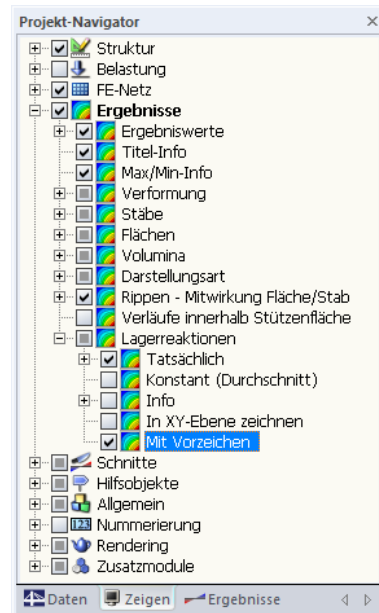 Projekt-Navigator
Struktur
Belastung
FE-Netz
Ergebnisse
Ergebniswerte
Titel-Info
Max/Min-Info
Verformung
Stäbe
Flächen
Volumina
Darstellungsart
Rippen - Mitwirkung Fläche/Stab
Verläufe innerhalb Stützenfläche
Lagerreaktionen
Tatsächlich
Konstant (Durchschnitt)
Info
In XY-Ebene zeichnen
Mit Vorzeichen
Schnitte
Hilfsobjekte
Allgemein
123 Nummerierung
Rendering
Zusatzmodule
Daten Zeigen Ergebnisse